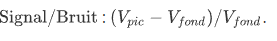 Signal/Bruit : (V_{pic} − V_{fond})/V_{fond}.